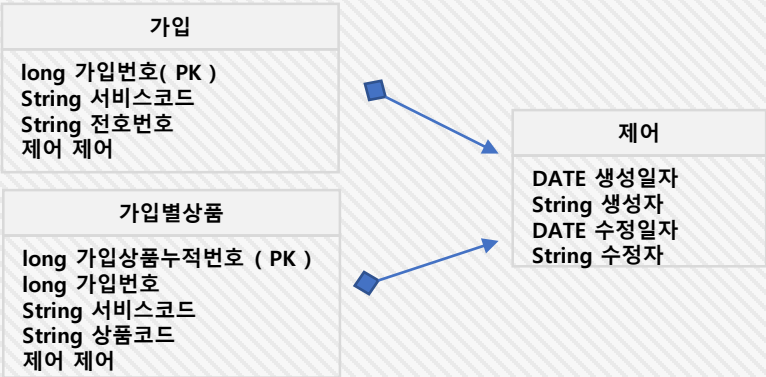 가입
long 가입번호( PK )
String 서비스코드
String 전호번호
제어 제어
가입별상품
long 가입상품누적번호 ( PK )
long 가입번호
String 서비스코드
String 상품코드
제어 제어
제어
DATE 생성일자
String 생성자
DATE 수정일자
String 수정자